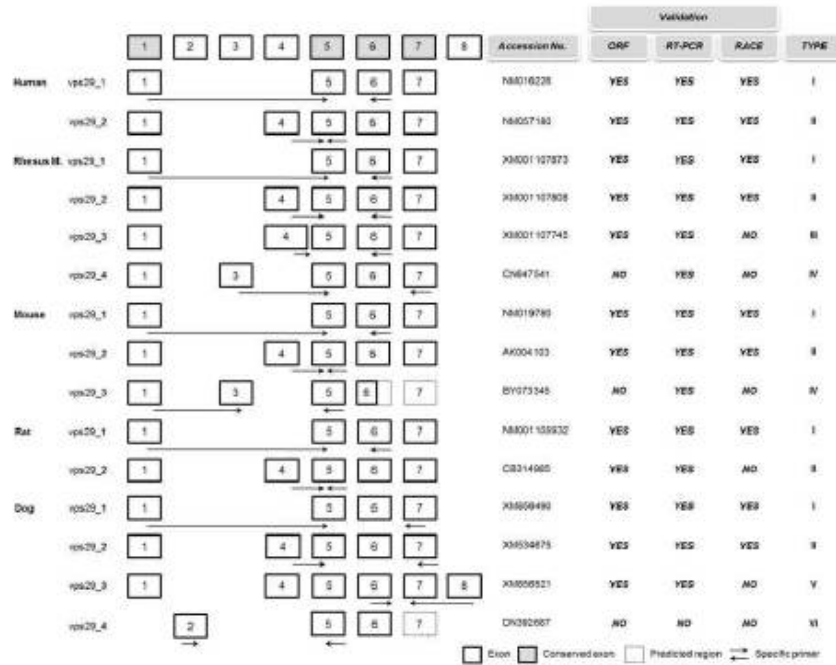 Validation
1 2 3 4 5 6 7 8 Accession No. ORF RT-PCR RACE TYPE
Human vps29_1 1 5 6 7 NM016226 YES YES YES I
vps29_2 1 4 5 6 7 NM057180 YES YES YES II
Rhesus M. vps29_1 1 5 6 7 XM001107873 YES YES YES I
vps29_2 1 4 5 6 7 XM001107808 YES YES YES II
vps29_3 1 4 5 6 7 XM001107745 YES YES NO III
vps29_4 1 3 5 6 7 CN647541 NO YES NO IV
Mouse vps29_1 1 5 6 7 NM019780 YES YES YES I
vps29_2 1 4 5 6 7 AK004103 YES YES YES II
vps29_3 1 3 5 6 7 BY073345 NO YES NO IV
Rat vps29_1 1 5 6 7 YES YES YES I
vps29_2 1 4 5 6 7 CB314985 YES YES NO II
Dog vps29_1 1 5 6 7 YES YES YES I
vps29_2 1 4 5 6 7 XM534675 YES YES YES II
vps29_3 1 4 5 6 7 8 YES YES NO V
vps29_4 2 5 6 7 NO NO NO VI
Exon Conserved exon Predicted region Specific primer